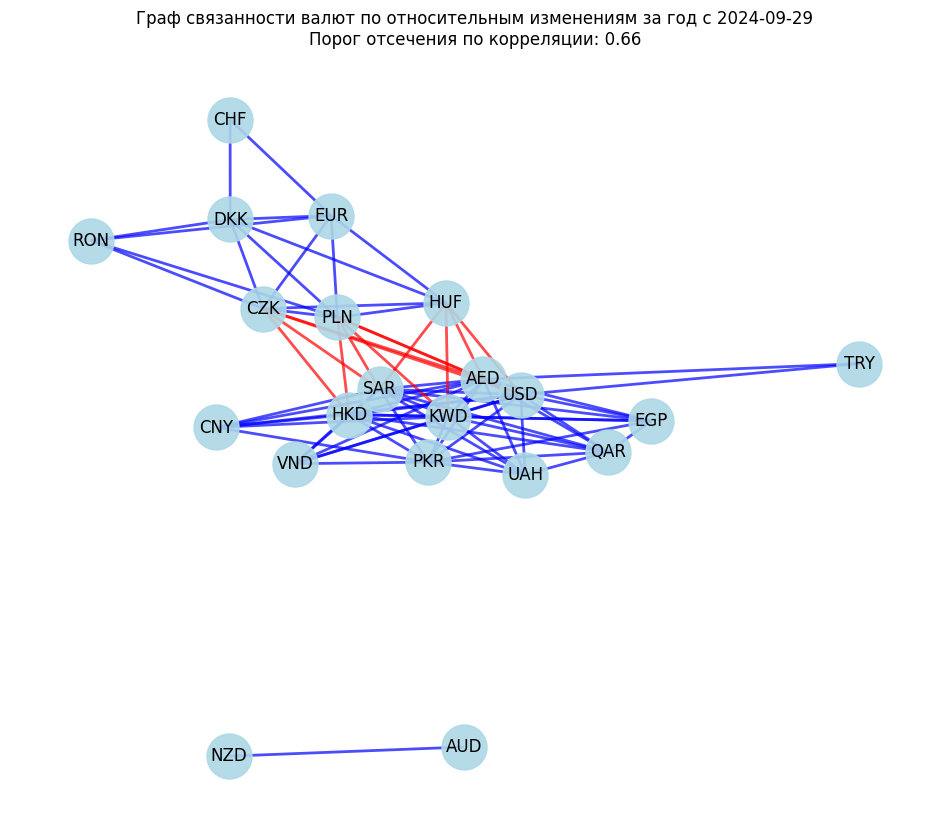 Граф связанности валют по относительным изменениям за год с 2024-09-29
Порог отсечения по корреляции: 0.66
CHF
EUR
DKK
RON
HUF
CZK
PLN
TRY
AED
SAR
USD
HKD
KWD
EGP
CNY
QAR
PKR
VND
UAH
AUD
NZD